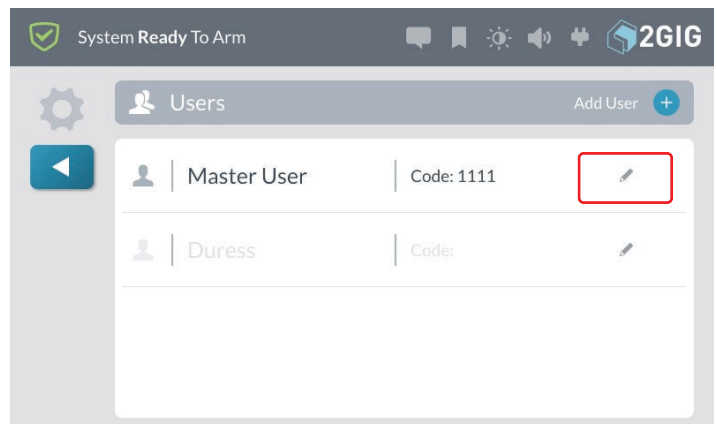 System Ready To Arm
2GIG
Users
Add User
Master User
Code: 1111
Duress
Code: